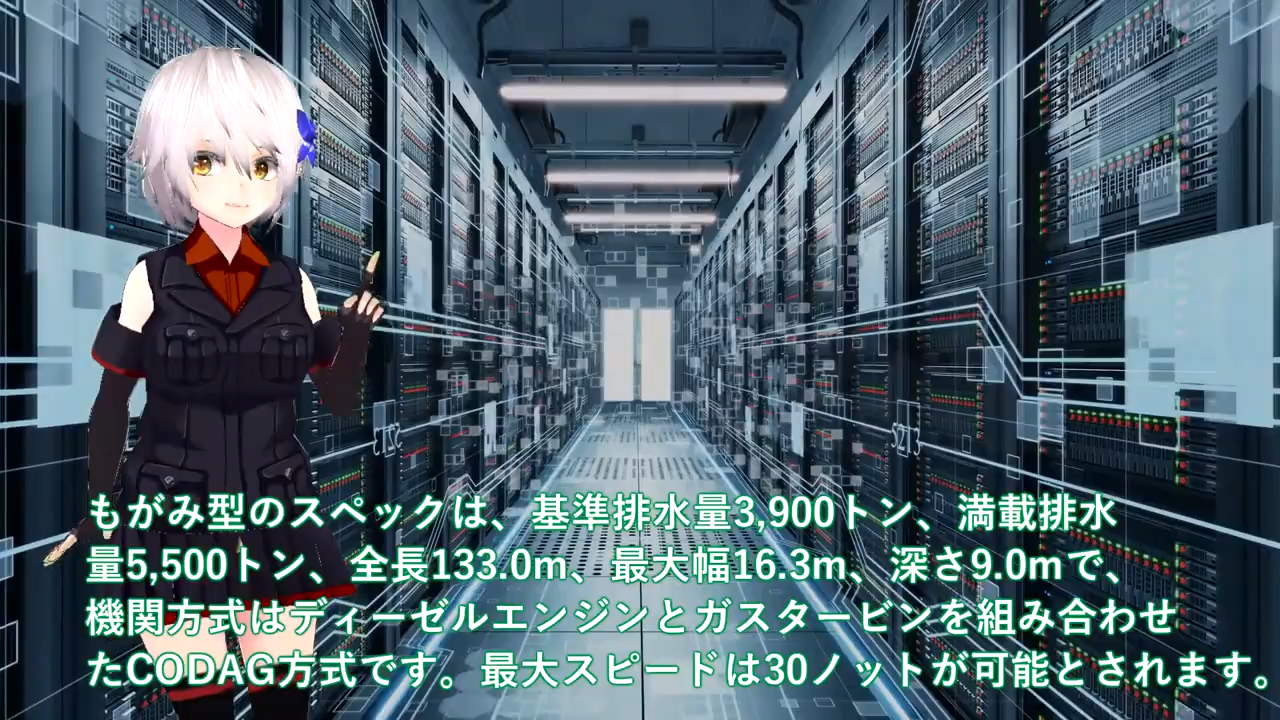 もがみ型のスペックは、基準排水量3,900トン、満載排水
量5,500トン、全長133.0m、最大幅16.3m、深さ9.0mで、
機関方式はディーゼルエンジンとガスタービンを組み合わせ
たCODAG方式です。最大スピードは30ノットが可能とされます。